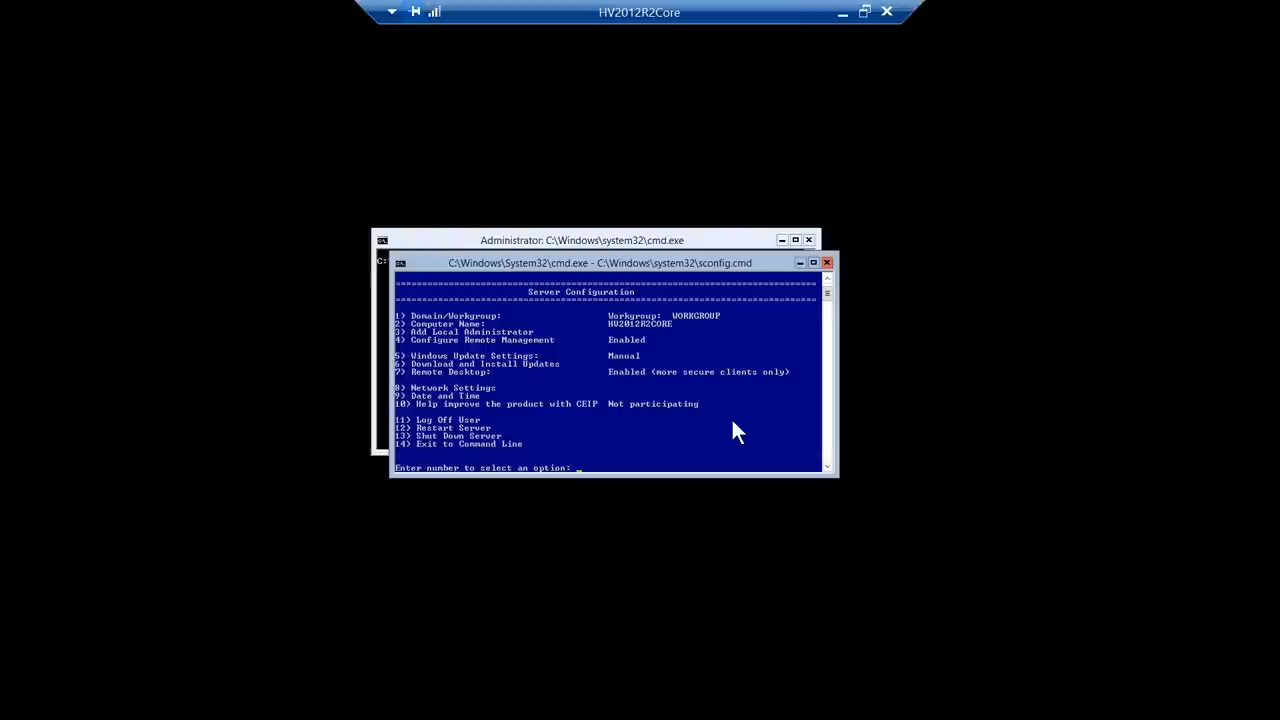 HV2012R2Core
Administrator: C:\Windows\system32\cmd.exe
C:
C:\Windows\System32\cmd.exe - C:\Windows\system32\sconfig.cmd
===============================================================================
Server Configuration
===============================================================================
1) Domain/Workgroup: Workgroup: WORKGROUP
2) Computer Name: HV2012R2CORE
3) Add Local Administrator
4) Configure Remote Management Enabled
5) Windows Update Settings: Manual
6) Download and Install Updates
7) Remote Desktop: Enabled (more secure clients only)
8) Network Settings
9) Date and Time
10) Help improve the product with CEIP Not participating
11) Log Off User
12) Restart Server
13) Shut Down Server
14) Exit to Command Line
Enter number to select an option: _